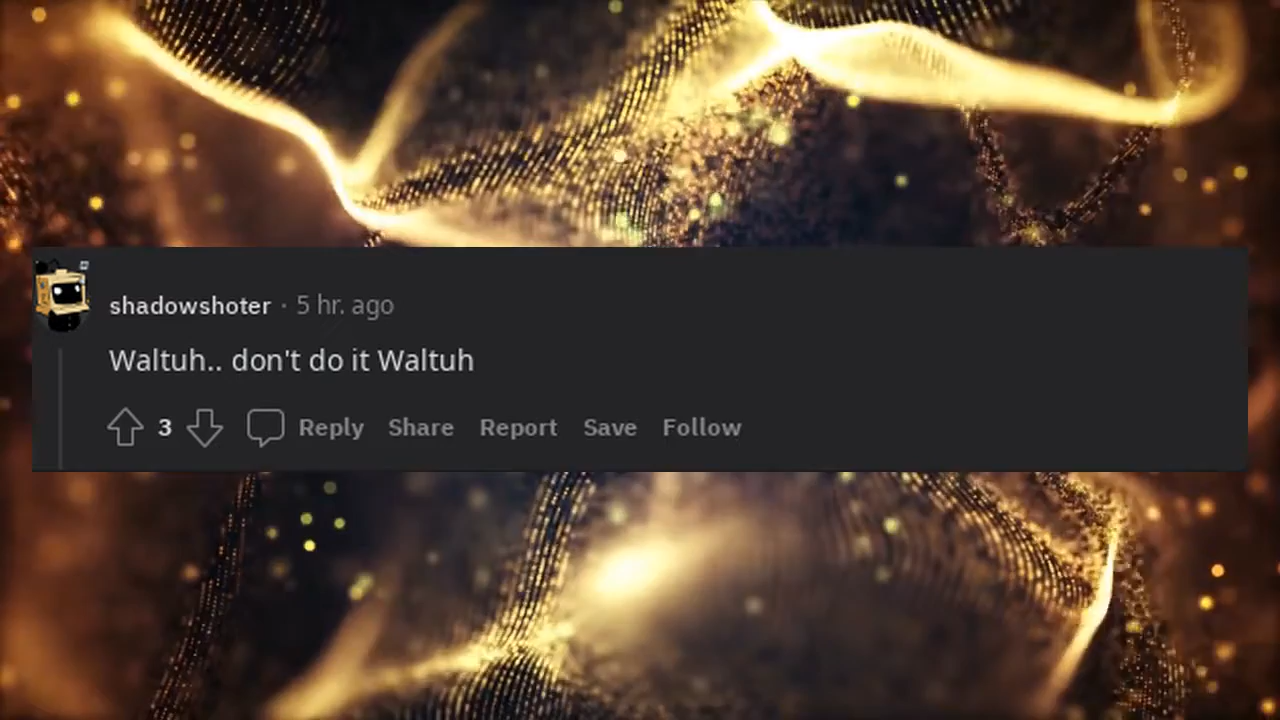 shadowshoter · 5 hr. ago
Waltuh.. don't do it Waltuh
3 Reply Share Report Save Follow